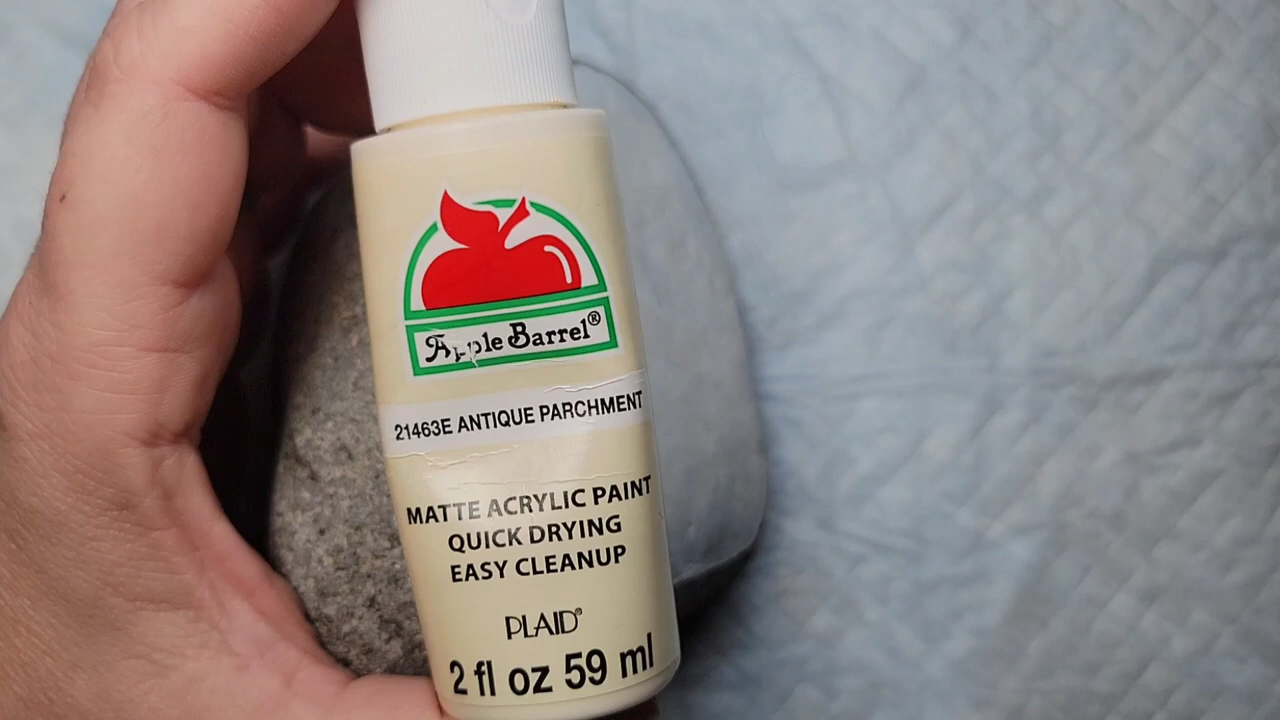 Apple Barrel®
21463E ANTIQUE PARCHMENT
MATTE ACRYLIC PAINT
QUICK DRYING
EASY CLEANUP
PLAID®
2 fl oz 59 ml